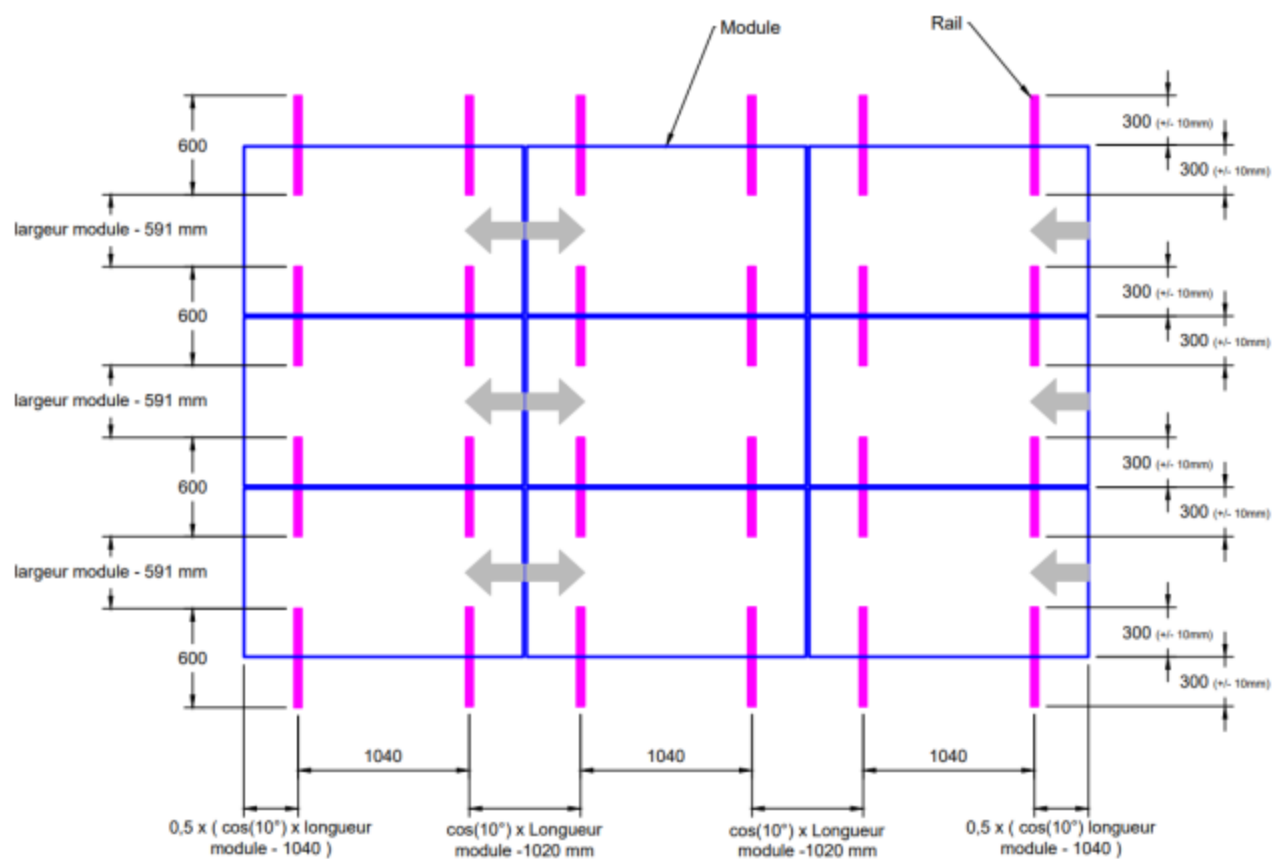 Module
Rail
600
300 (+/- 10mm)
300 (+/- 10mm)
largeur module - 591 mm
600
300 (+/- 10mm)
300 (+/- 10mm)
largeur module - 591 mm
600
300 (+/- 10mm)
300 (+/- 10mm)
largeur module - 591 mm
600
300 (+/- 10mm)
300 (+/- 10mm)
1040
1040
1040
0,5 x ( cos(10°) x longueur
module - 1040 )
cos(10°) x Longueur
module -1020 mm
cos(10°) x Longueur
module -1020 mm
0,5 x ( cos(10°) longueur
module - 1040 )